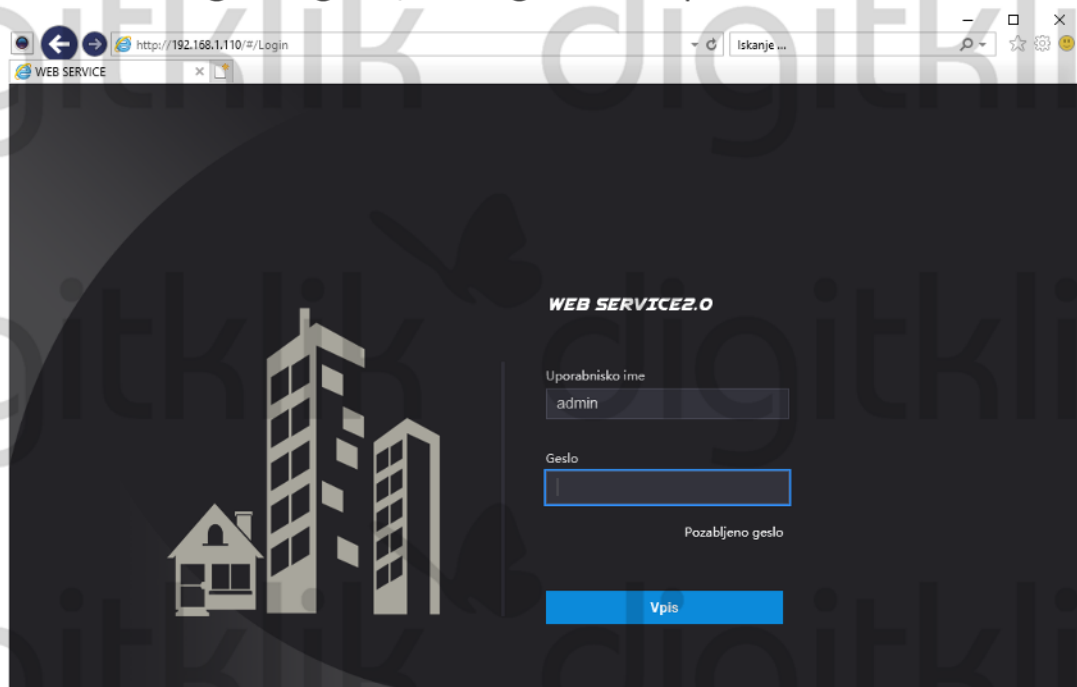 http://192.168.1.110/#/Login
Iskanje ...
WEB SERVICE
WEB SERVICE2.0
Uporabnisko ime
admin
Geslo
Pozabljeno geslo
Vpis
digitklik